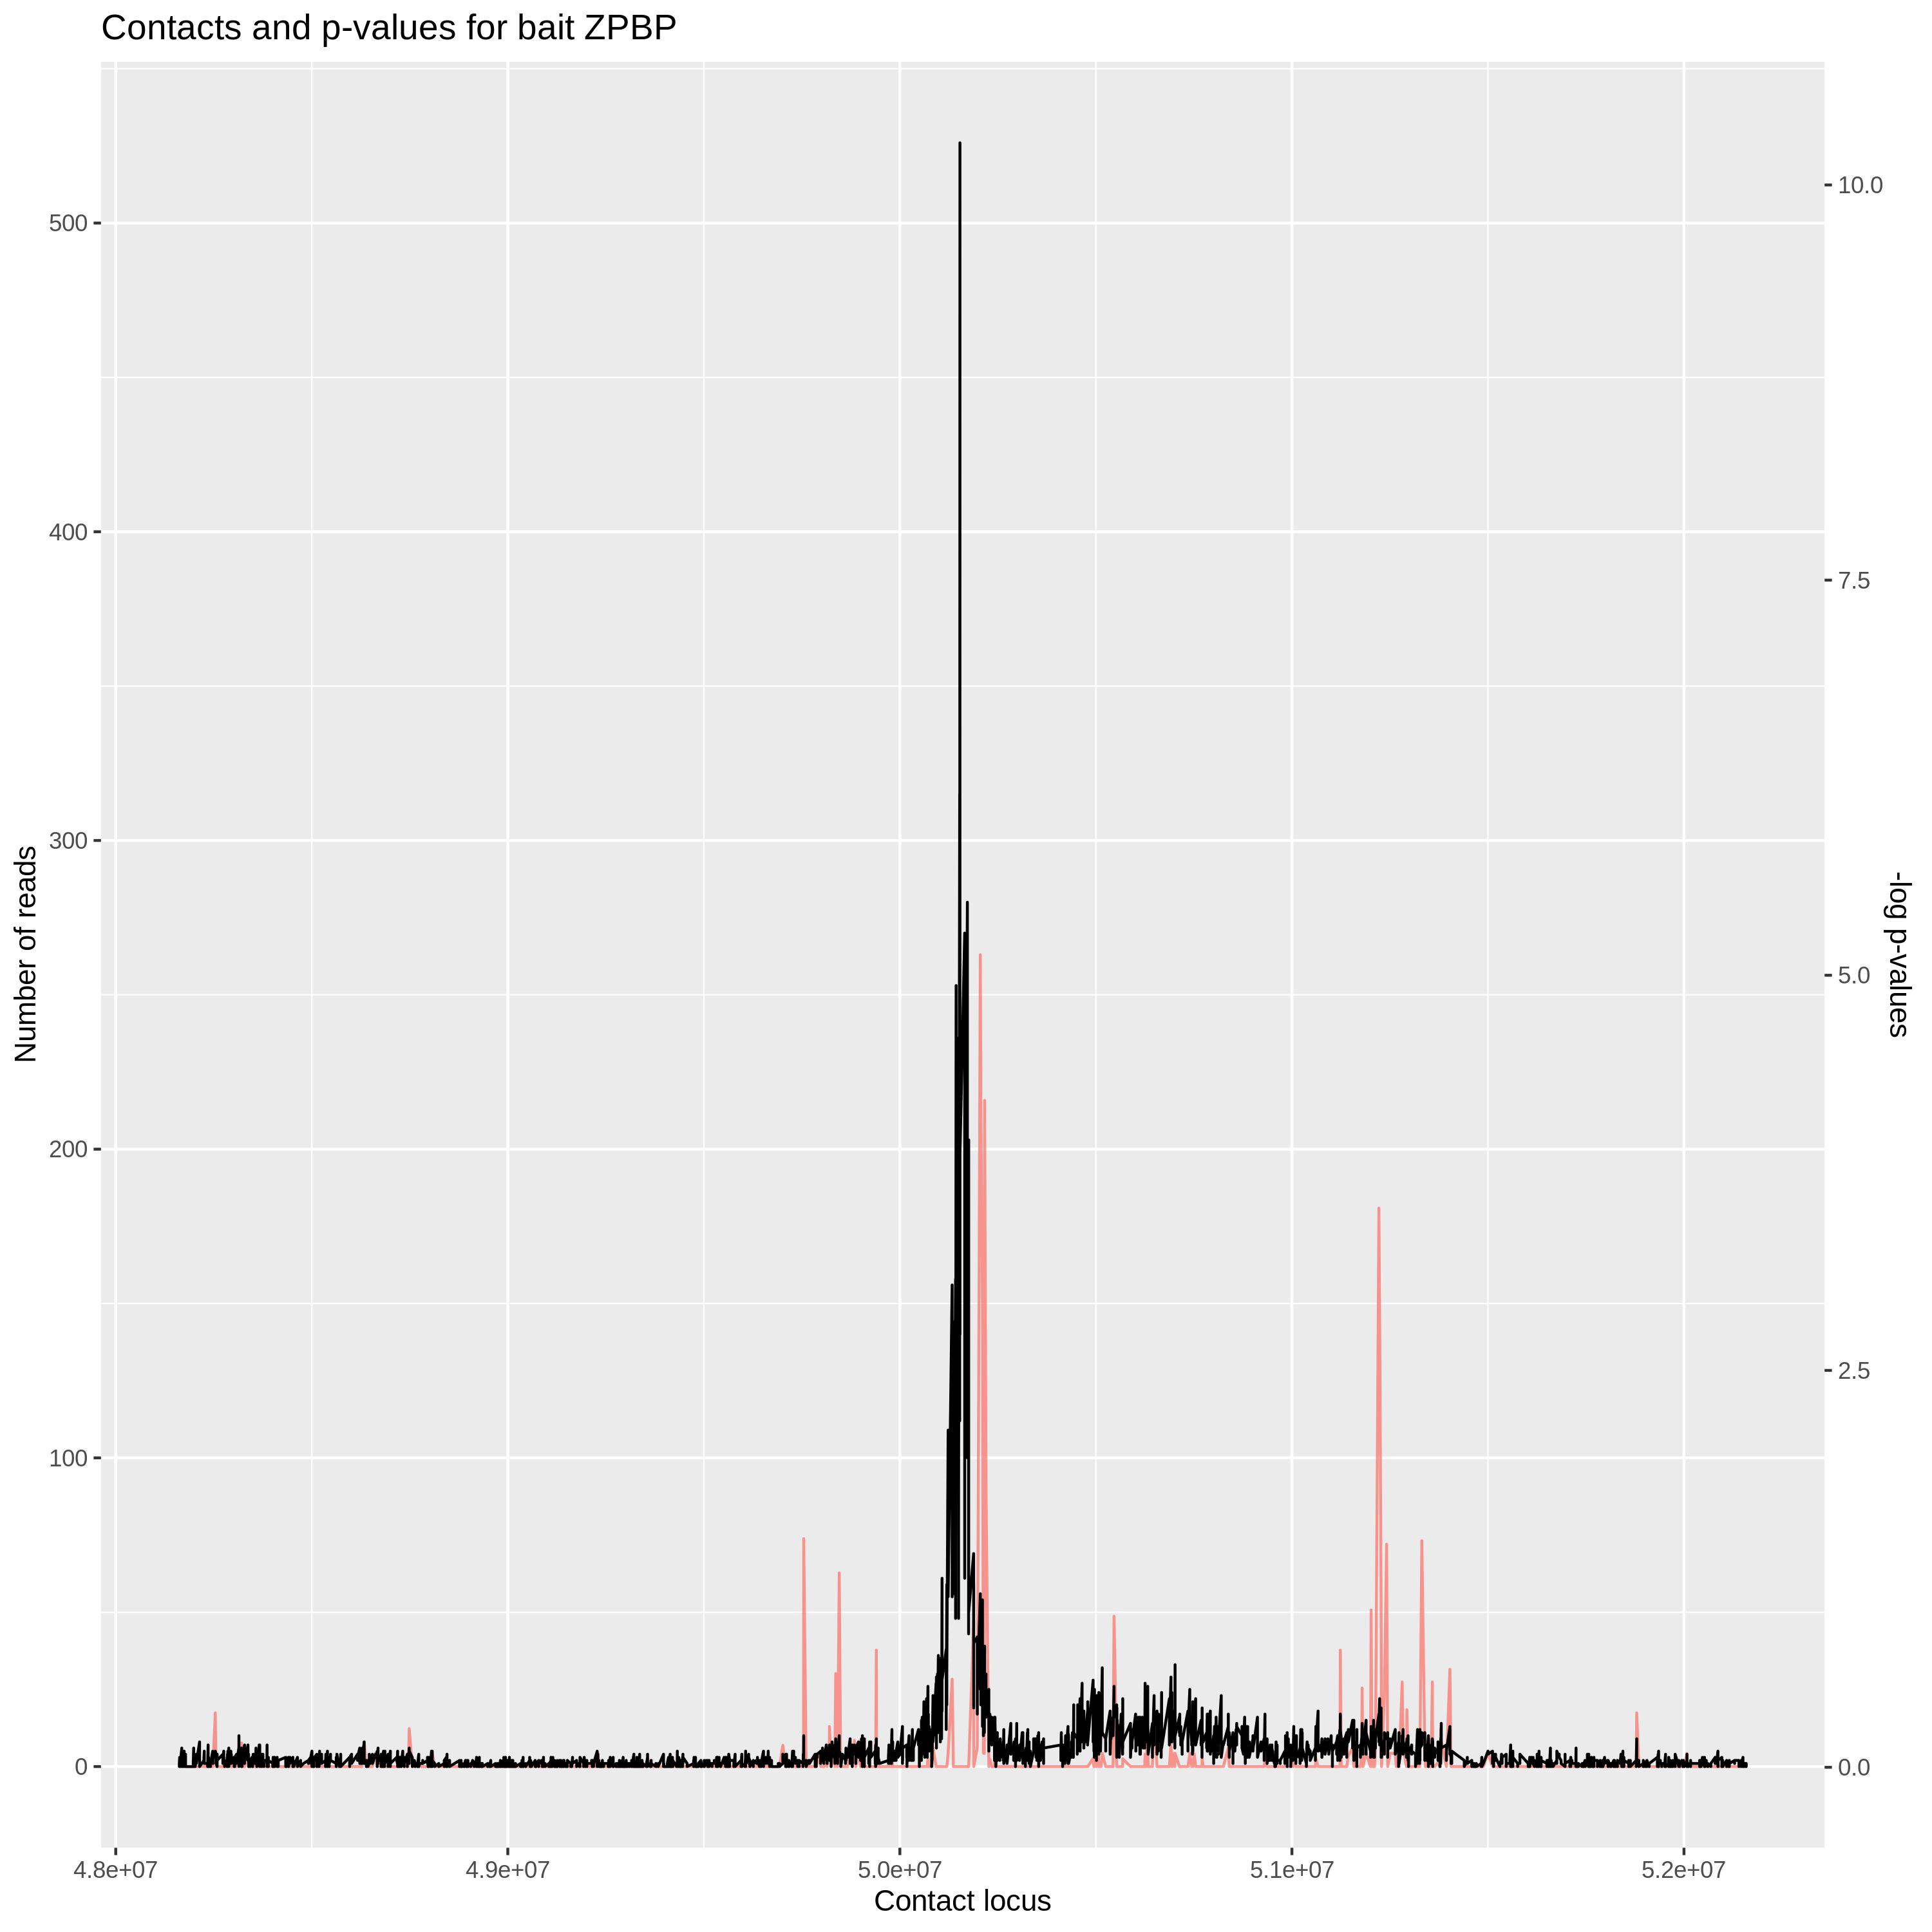 Contacts and p-values for bait ZPBP
500
400
300
200
100
0
Number of reads
10.0
7.5
5.0
2.5
0.0
-log p-values
4.8e+07
4.9e+07
5.0e+07
5.1e+07
5.2e+07
Contact locus